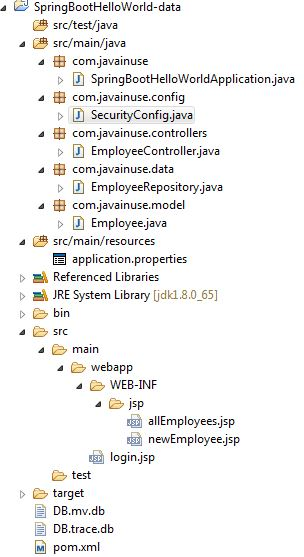 SpringBootHelloWorld-data
src/test/java
src/main/java
com.javainuse
SpringBootHelloWorldApplication.java
com.javainuse.config
SecurityConfig.java
com.javainuse.controllers
EmployeeController.java
com.javainuse.data
EmployeeRepository.java
com.javainuse.model
Employee.java
src/main/resources
application.properties
Referenced Libraries
JRE System Library [jdk1.8.0_65]
bin
src
main
webapp
WEB-INF
jsp
allEmployees.jsp
newEmployee.jsp
login.jsp
test
target
DB.mv.db
DB.trace.db
pom.xml